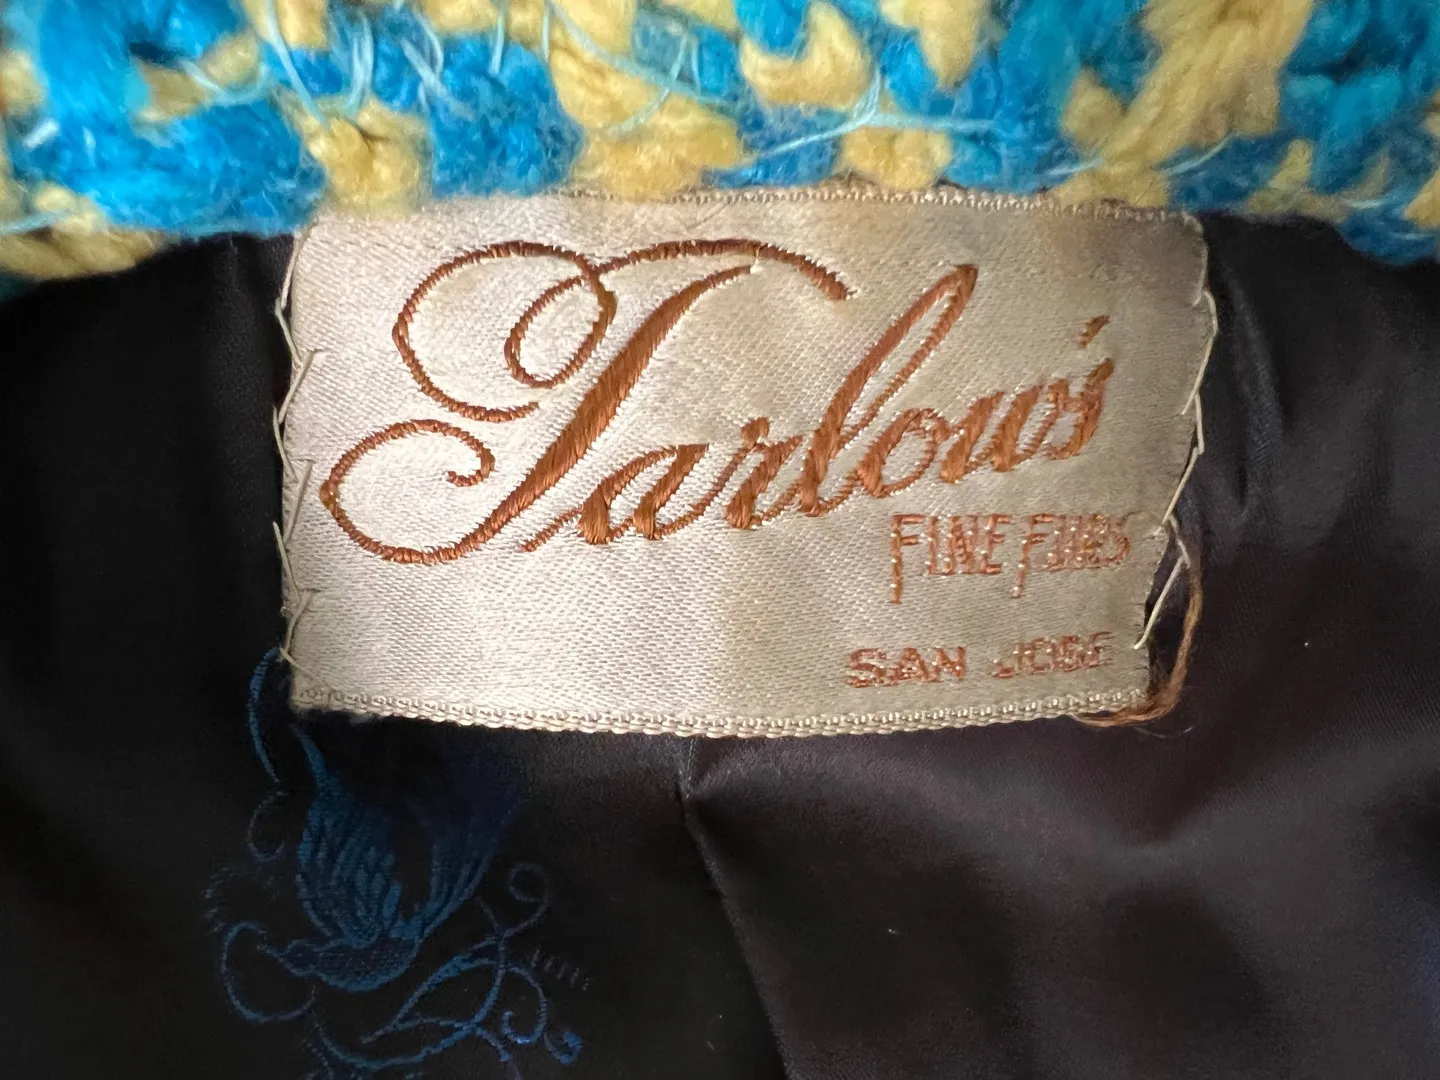 Tarlow's
FINE FURS
SAN JOSE